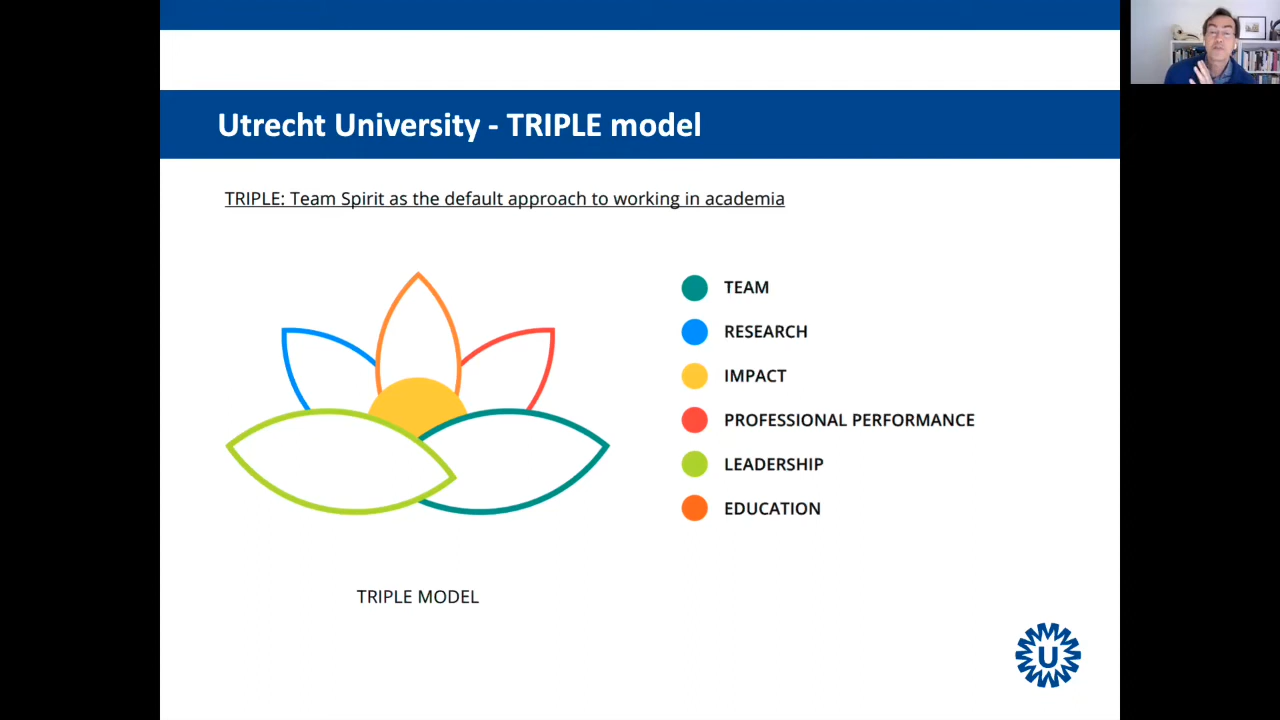 Utrecht University - TRIPLE model
TRIPLE: Team Spirit as the default approach to working in academia
TEAM
RESEARCH
IMPACT
PROFESSIONAL PERFORMANCE
LEADERSHIP
EDUCATION
TRIPLE MODEL
U